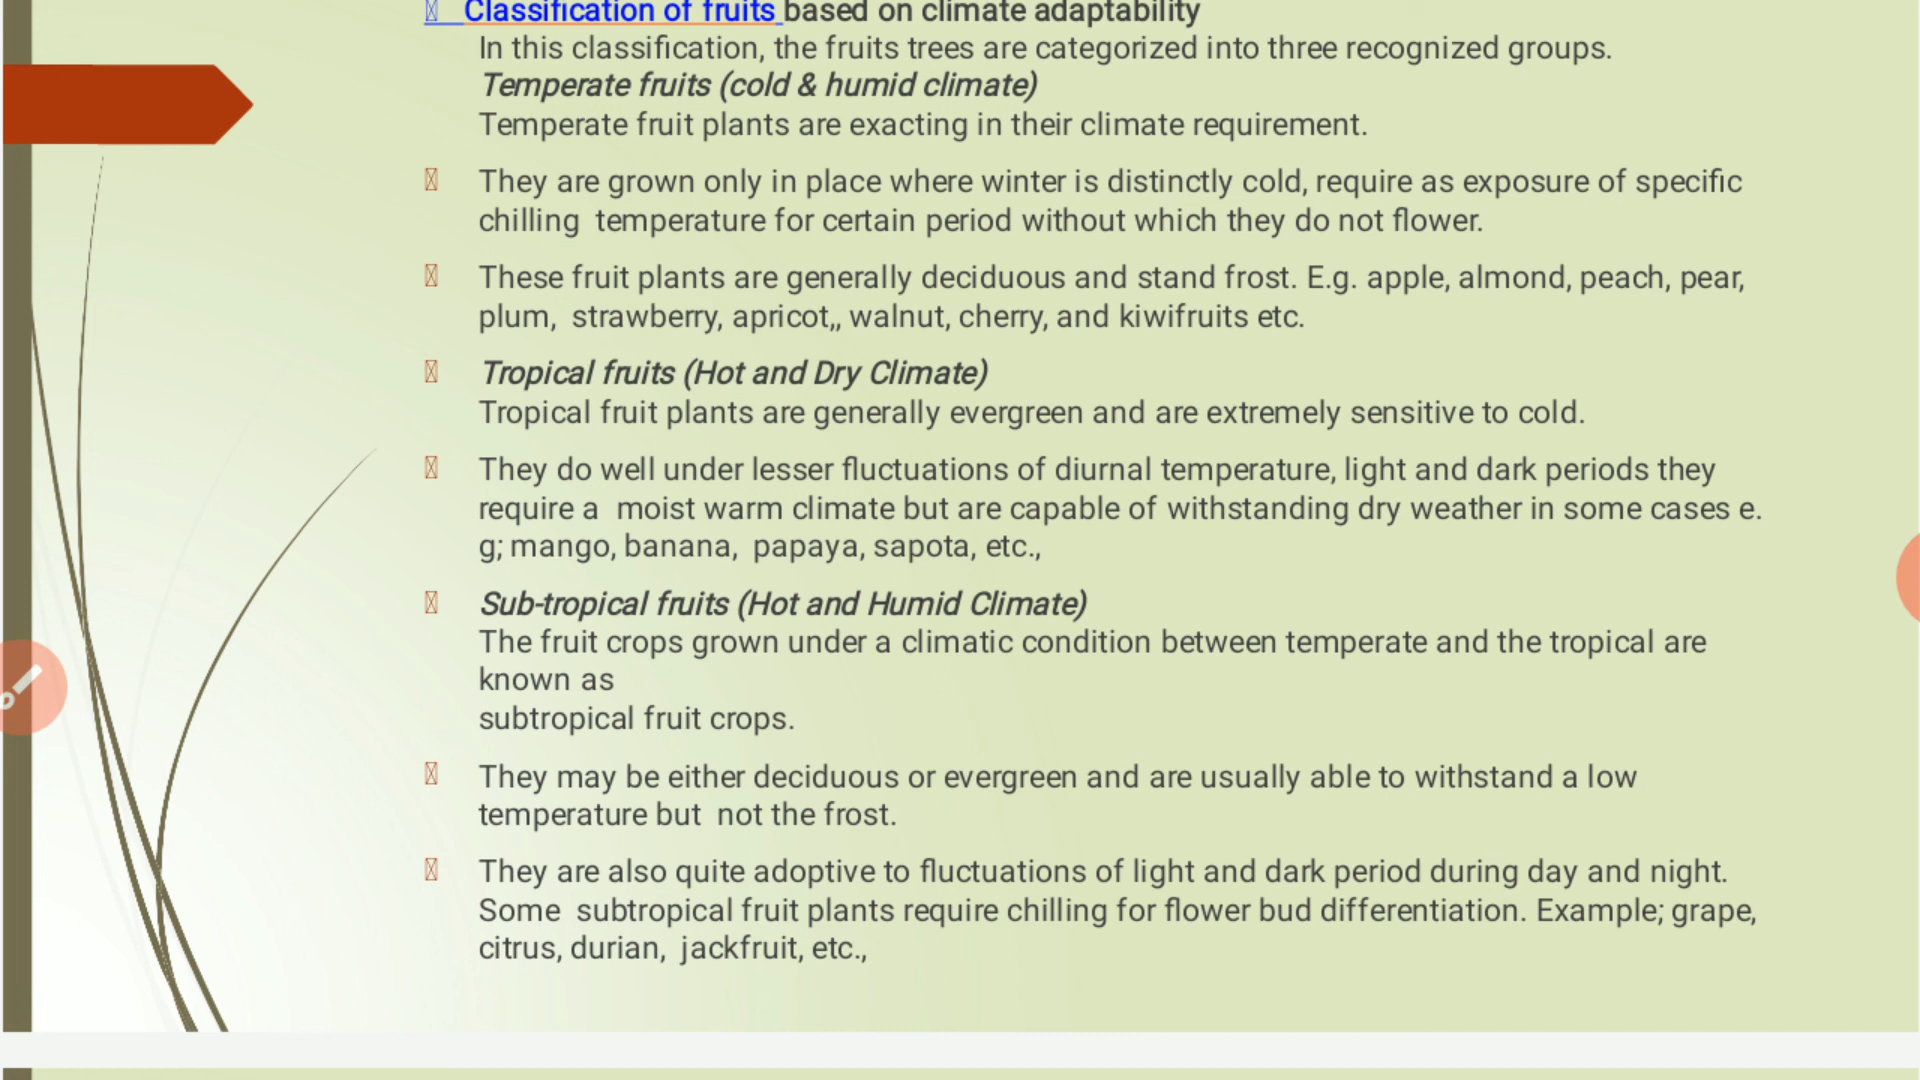 Classification of fruits based on climate adaptability
In this classification, the fruits trees are categorized into three recognized groups.
Temperate fruits (cold & humid climate)
Temperate fruit plants are exacting in their climate requirement.
They are grown only in place where winter is distinctly cold, require as exposure of specific
chilling temperature for certain period without which they do not flower.
These fruit plants are generally deciduous and stand frost. E.g. apple, almond, peach, pear,
plum, strawberry, apricot,, walnut, cherry, and kiwifruits etc.
Tropical fruits (Hot and Dry Climate)
Tropical fruit plants are generally evergreen and are extremely sensitive to cold.
They do well under lesser fluctuations of diurnal temperature, light and dark periods they
require a moist warm climate but are capable of withstanding dry weather in some cases e.
g; mango, banana, papaya, sapota, etc.,
Sub-tropical fruits (Hot and Humid Climate)
The fruit crops grown under a climatic condition between temperate and the tropical are
known as
subtropical fruit crops.
They may be either deciduous or evergreen and are usually able to withstand a low
temperature but not the frost.
They are also quite adoptive to fluctuations of light and dark period during day and night.
Some subtropical fruit plants require chilling for flower bud differentiation. Example; grape,
citrus, durian, jackfruit, etc.,